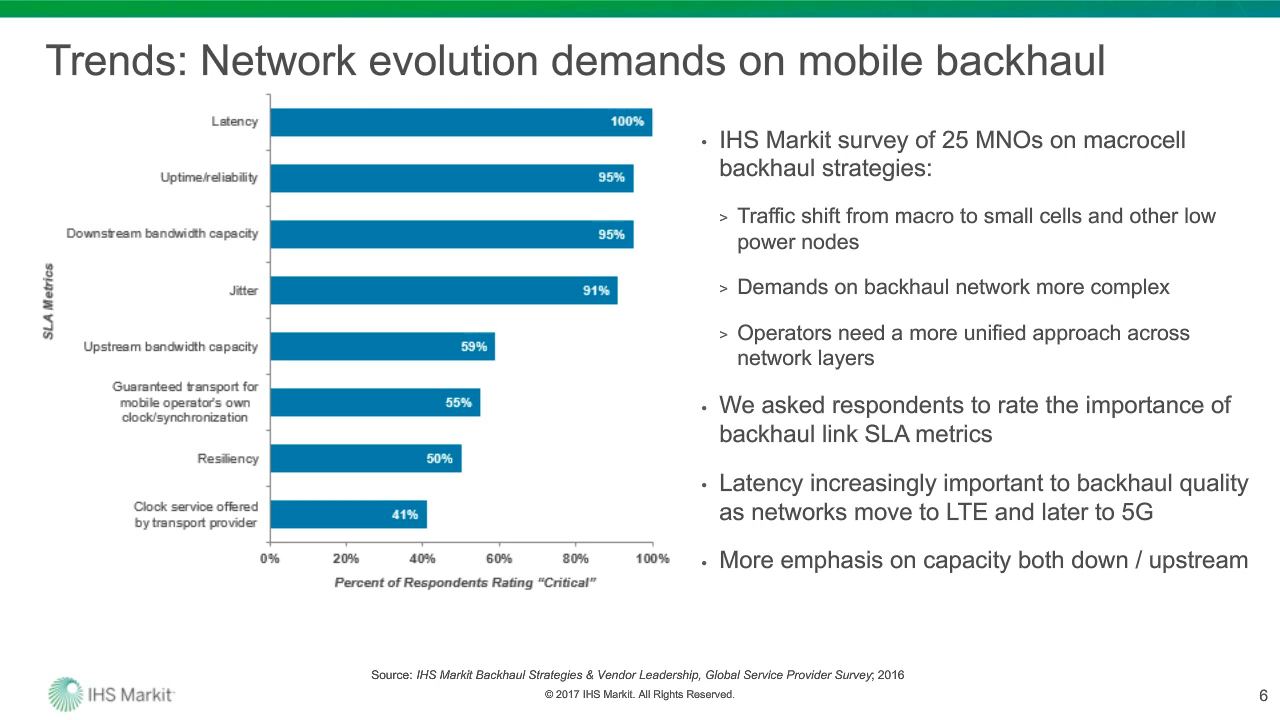 Trends: Network evolution demands on mobile backhaul
SLA Metrics
Latency
100%
Uptime/reliability
95%
Downstream bandwidth capacity
95%
Jitter
91%
Upstream bandwidth capacity
59%
Guaranteed transport for
mobile operator's own
clock/synchronization
55%
Resiliency
50%
Clock service offered
by transport provider
41%
0% 20% 40% 60% 80% 100%
Percent of Respondents Rating “Critical”
• IHS Markit survey of 25 MNOs on macrocell
backhaul strategies:
> Traffic shift from macro to small cells and other low
power nodes
> Demands on backhaul network more complex
> Operators need a more unified approach across
network layers
• We asked respondents to rate the importance of
backhaul link SLA metrics
• Latency increasingly important to backhaul quality
as networks move to LTE and later to 5G
• More emphasis on capacity both down / upstream
IHS Markit
Source: IHS Markit Backhaul Strategies & Vendor Leadership, Global Service Provider Survey; 2016
© 2017 IHS Markit. All Rights Reserved.
6